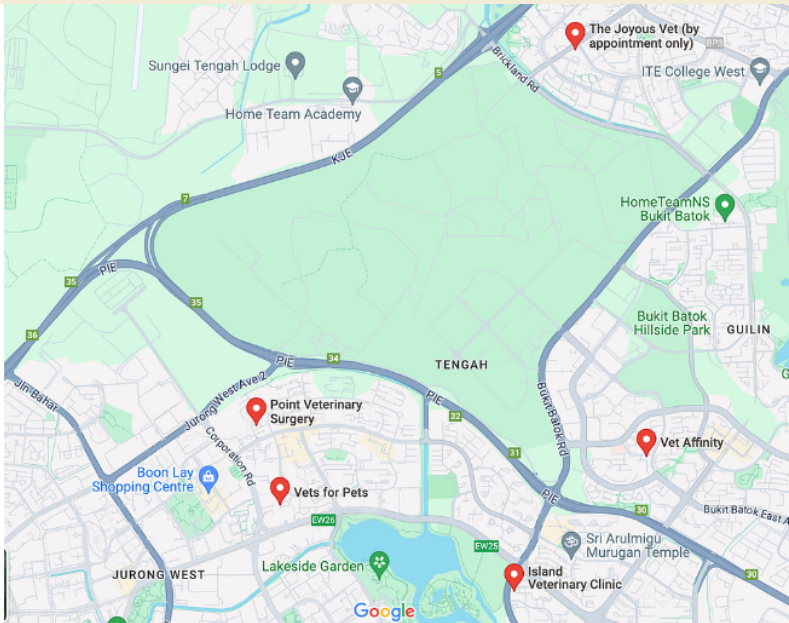 The Joyous Vet (by
appointment only)
BP3
Sungei Tengah Lodge
5
Brickland Rd
ITE College West
Home Team Academy
KJE
7
HomeTeamNS
Bukit Batok
PIE
35
35
36
Bukit Batok
Hillside Park
GUILIN
PIE
34
TENGAH
Jln Bahar
Jurong West Ave 2
PIE
Bukit Batok Rd
G
Point Veterinary
Surgery
32
Corporation Rd
31
Vet Affinity
Boon Lay
Shopping Centre
Vets for Pets
PIE
30
Bukit Batok East A
EW26
EW25
Sri Arulmigu
Murugan Temple
Lakeside Garden
JURONG WEST
Island
Veterinary Clinic
30
Google